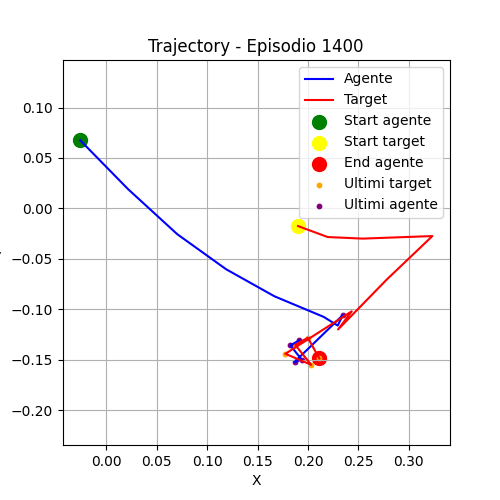 Trajectory - Episodio 1400
Agente
Target
Start agente
Start target
End agente
Ultimi target
Ultimi agente
0.10
0.05
0.00
−0.05
−0.10
−0.15
−0.20
0.00
0.05
0.10
0.15
0.20
0.25
0.30
X